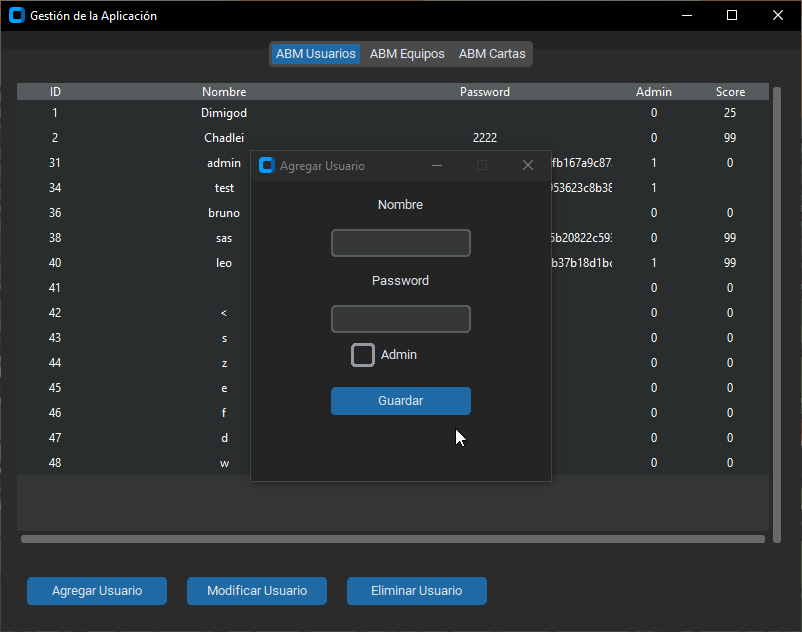 Gestión de la Aplicación
ABM Usuarios ABM Equipos ABM Cartas
ID Nombre Password Admin Score
1 Dimigod 0 25
2 Chadlei 2222 0 99
Agregar Usuario
31 admin fb167a9c87 1 0
34 test 953623c8b38 1
Nombre
36 bruno 0 0
38 sas 5b20822c593 0 99
40 leo b37b18d1bc 1 99
Password
41 0 0
42 < 0 0
43 s 0 0
Admin
44 z 0 0
45 e 0 0
Guardar
46 f 0 0
47 d 0 0
48 w 0 0
Agregar Usuario Modificar Usuario Eliminar Usuario